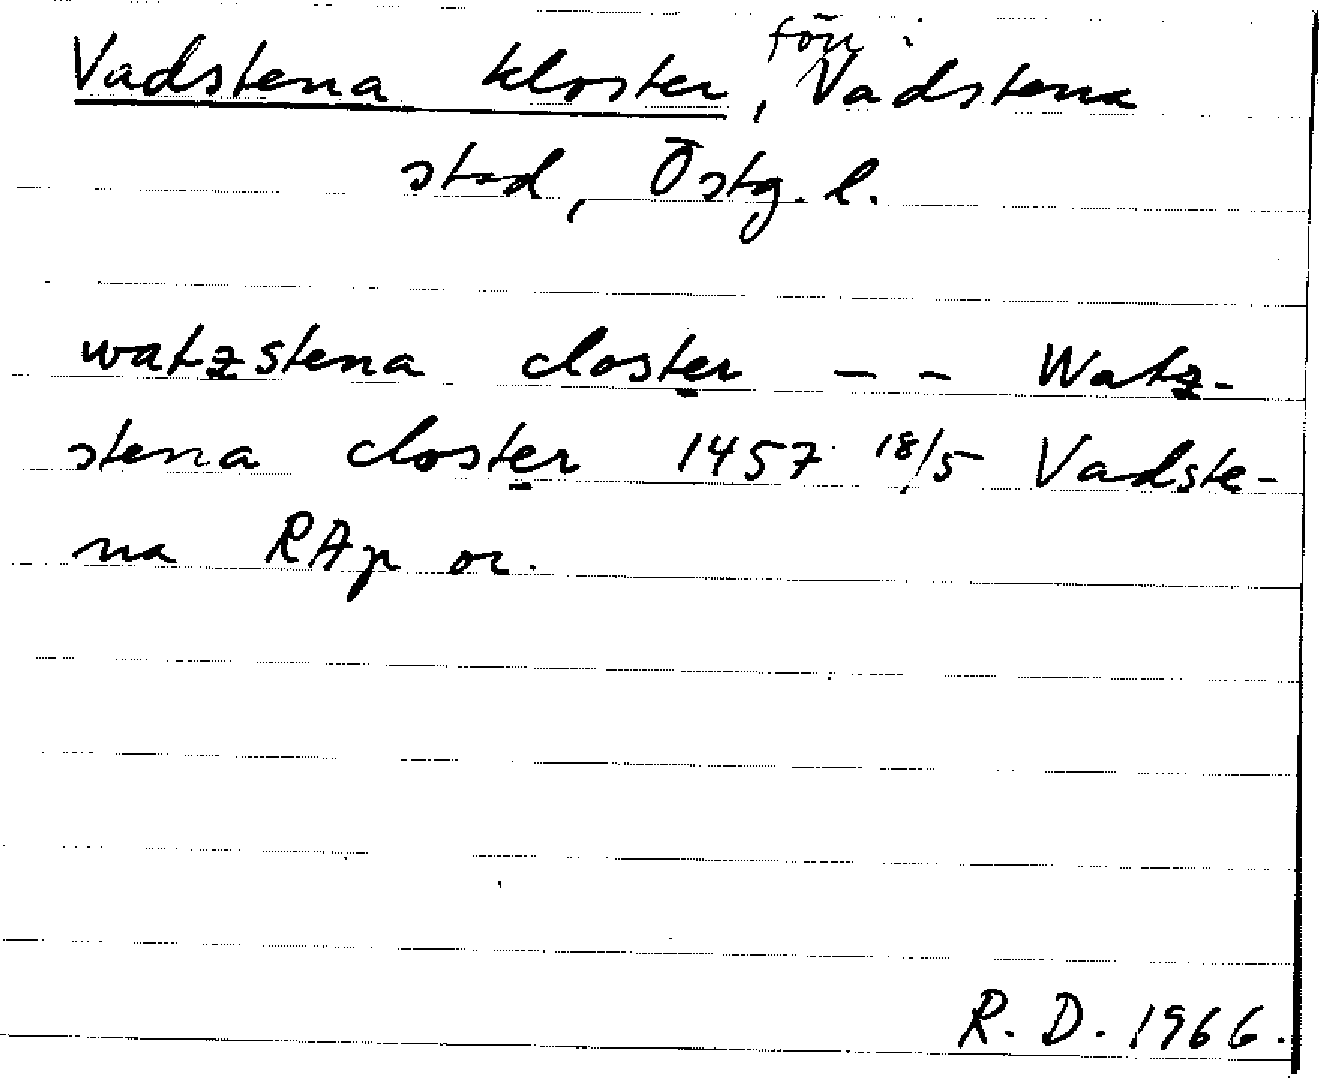 Vadstena kloster, förr i Vadstena
stad, Östg. l.
watzstena closter - - Watz-
stena closter 1457 18/5 Vadste-
na RAp or.
R. D. 1966.